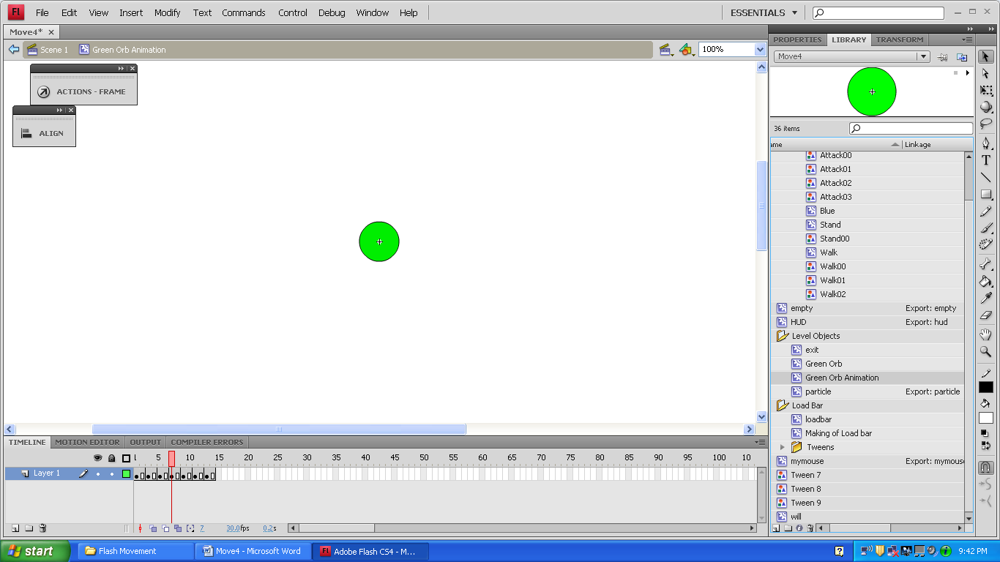 Fl File Edit View Insert Modify Text Commands Control Debug Window Help ESSENTIALS
Move4*
Scene 1 Green Orb Animation 100%
ACTIONS - FRAME
ALIGN
PROPERTIES LIBRARY TRANSFORM
Move4
36 items
ame Linkage
Attack00
Attack01
Attack02
Attack03
Blue
Stand
Stand00
Walk
Walk00
Walk01
Walk02
empty Export: empty
HUD Export: hud
Level Objects
exit
Green Orb
Green Orb Animation
particle Export: particle
Load Bar
loadbar
Making of Load bar
Tweens
mymouse Export: mymous
Tween 7
Tween 8
Tween 9
will
T
TIMELINE MOTION EDITOR OUTPUT COMPILER ERRORS
5 10 15 20 25 30 35 40 45 50 55 60 65 70 75 80 85 90 95 100 10
Layer 1
7 30.0fps 0.2s
start Flash Movement Move4 - Microsoft Word Fl Adobe Flash CS4 - M... 9:42 PM